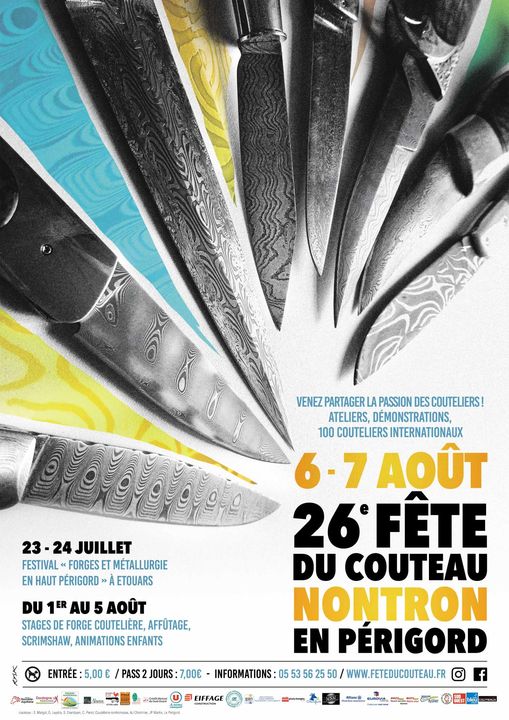 VENEZ PARTAGER LA PASSION DES COUTELIERS !
ATELIERS, DÉMONSTRATIONS,
100 COUTELIERS INTERNATIONAUX
6 - 7 AOÛT
26e FÊTE
DU COUTEAU
NONTRON
EN PÉRIGORD
23 - 24 JUILLET
FESTIVAL « FORGES ET MÉTALLURGIE
EN HAUT PÉRIGORD » À ETOUARS
DU 1ER AU 5 AOÛT
STAGES DE FORGE COUTELIÈRE, AFFÛTAGE,
SCRIMSHAW, ANIMATIONS ENFANTS
ENTRÉE : 5,00 € / PASS 2 JOURS : 7,00€ - INFORMATIONS : 05 53 56 25 50 / WWW.FETEDUCOUTEAU.FR
EIFFAGE